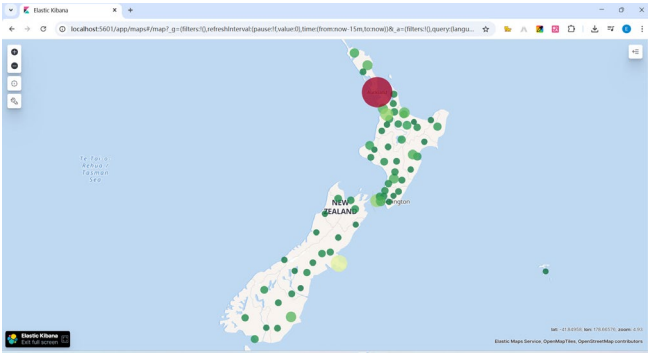 Elastic Kibana
localhost:5601/app/maps#/map?_g=(filters:!(),refreshInterval:(pause:!f,value:0),time:(from:now-15m,to:now))&_a=(filters:!(),query:(langu...
Te Tai o
Rehua
Tasman
Sea
NEW
ZEALAND
ngton
Elastic Kibana
Exit full screen
Elastic Maps Service, OpenMapTiles, OpenStreetMap contributors